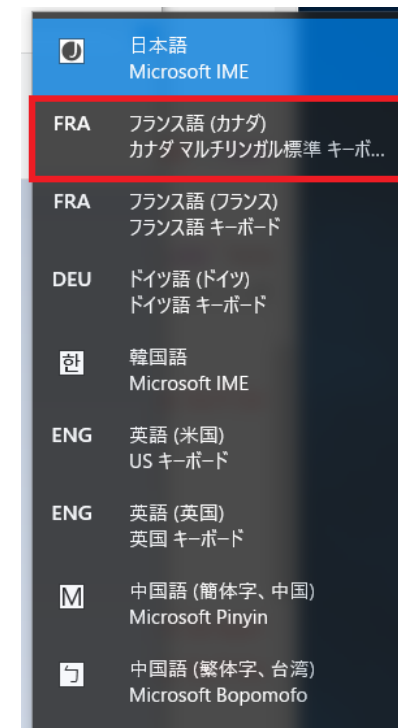 日本語
Microsoft IME
FRA フランス語 (カナダ)
カナダ マルチリンガル標準 キーボ...
FRA フランス語 (フランス)
フランス語 キーボード
DEU ドイツ語 (ドイツ)
ドイツ語 キーボード
한 韓国語
Microsoft IME
ENG 英語 (米国)
US キーボード
ENG 英語 (英国)
英国 キーボード
M 中国語 (簡体字、中国)
Microsoft Pinyin
ㄅ 中国語 (繁体字、台湾)
Microsoft Bopomofo